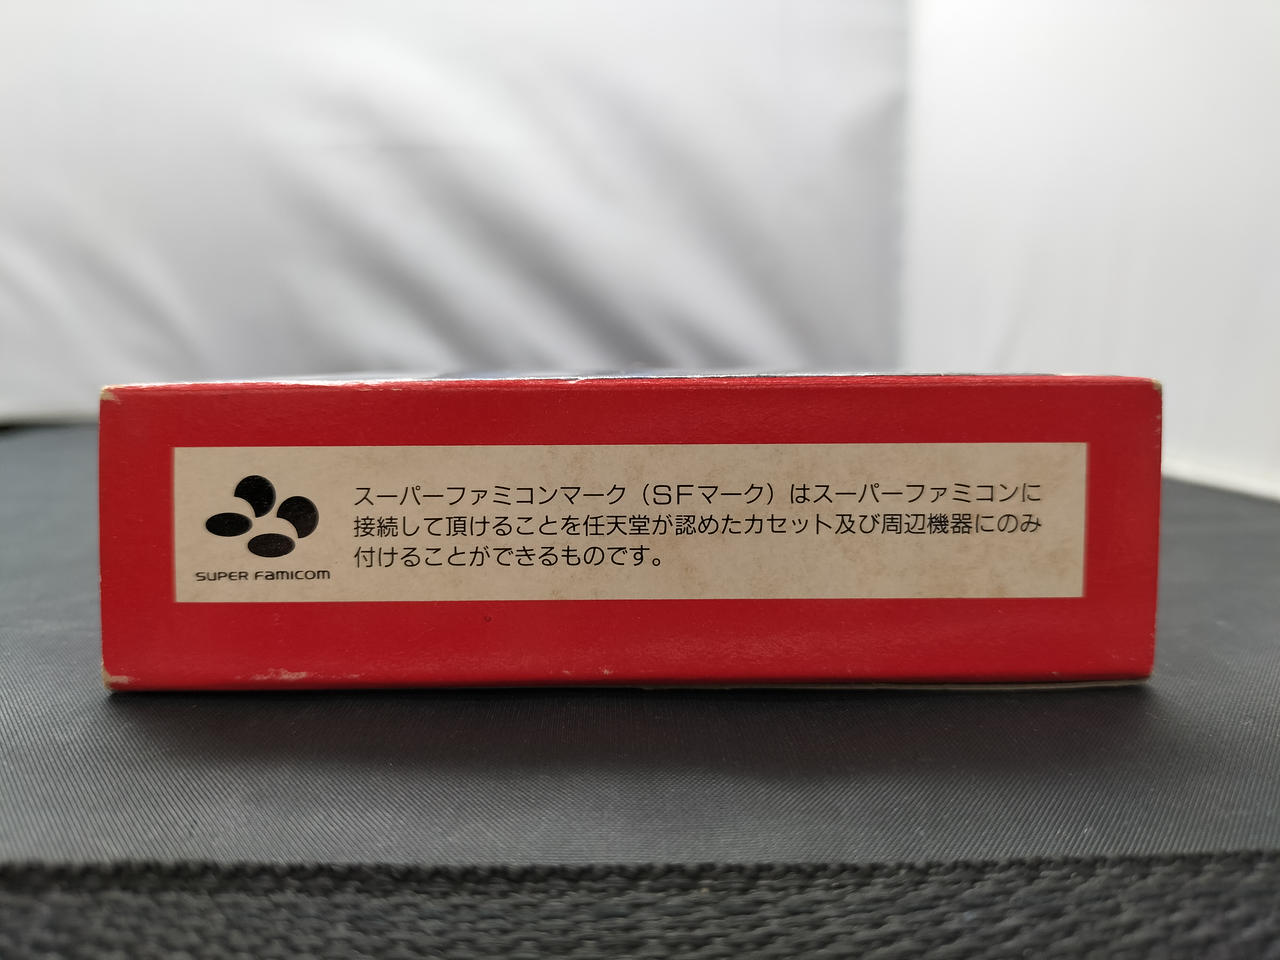 スーパーファミコンマーク（SFマーク）はスーパーファミコンに
接続して頂けることを任天堂が認めたカセット及び周辺機器にのみ
付けることができるものです。
SUPER FAMICOM